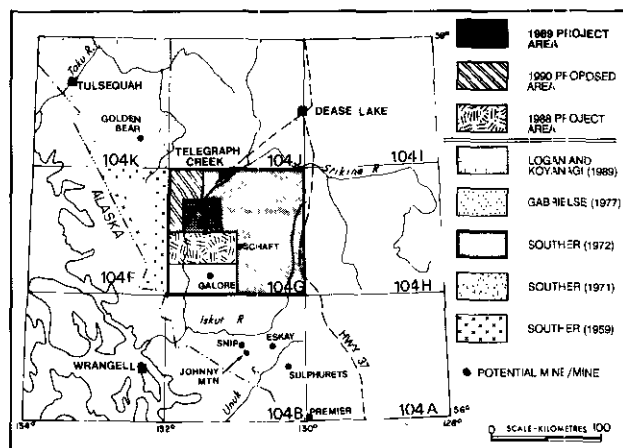 59°
Taku R.
TULSEQUAH
GOLDEN
BEAR
DEASE LAKE
TELEGRAPH
CREEK
104K
104J
104I
Stikine R
ALASKA
SCHAFT
GALORE
104F
104G
104H
Iskut R
SNIP
ESKAY
JOHNNY
MTN
SULPHURETS
WRANGELL
Unuk
HWY 37
104B
PREMIER
104A
56°
134°
132°
130°
128°
1989 PROJECT
AREA
1990 PROPOSED
AREA
1988 PROJECT
AREA
LOGAN AND
KOYANAGI (1989)
GABRIELSE (1977)
SOUTHER (1972)
SOUTHER (1971)
SOUTHER (1959)
POTENTIAL MINE/MINE
0 SCALE-KILOMETRES 100